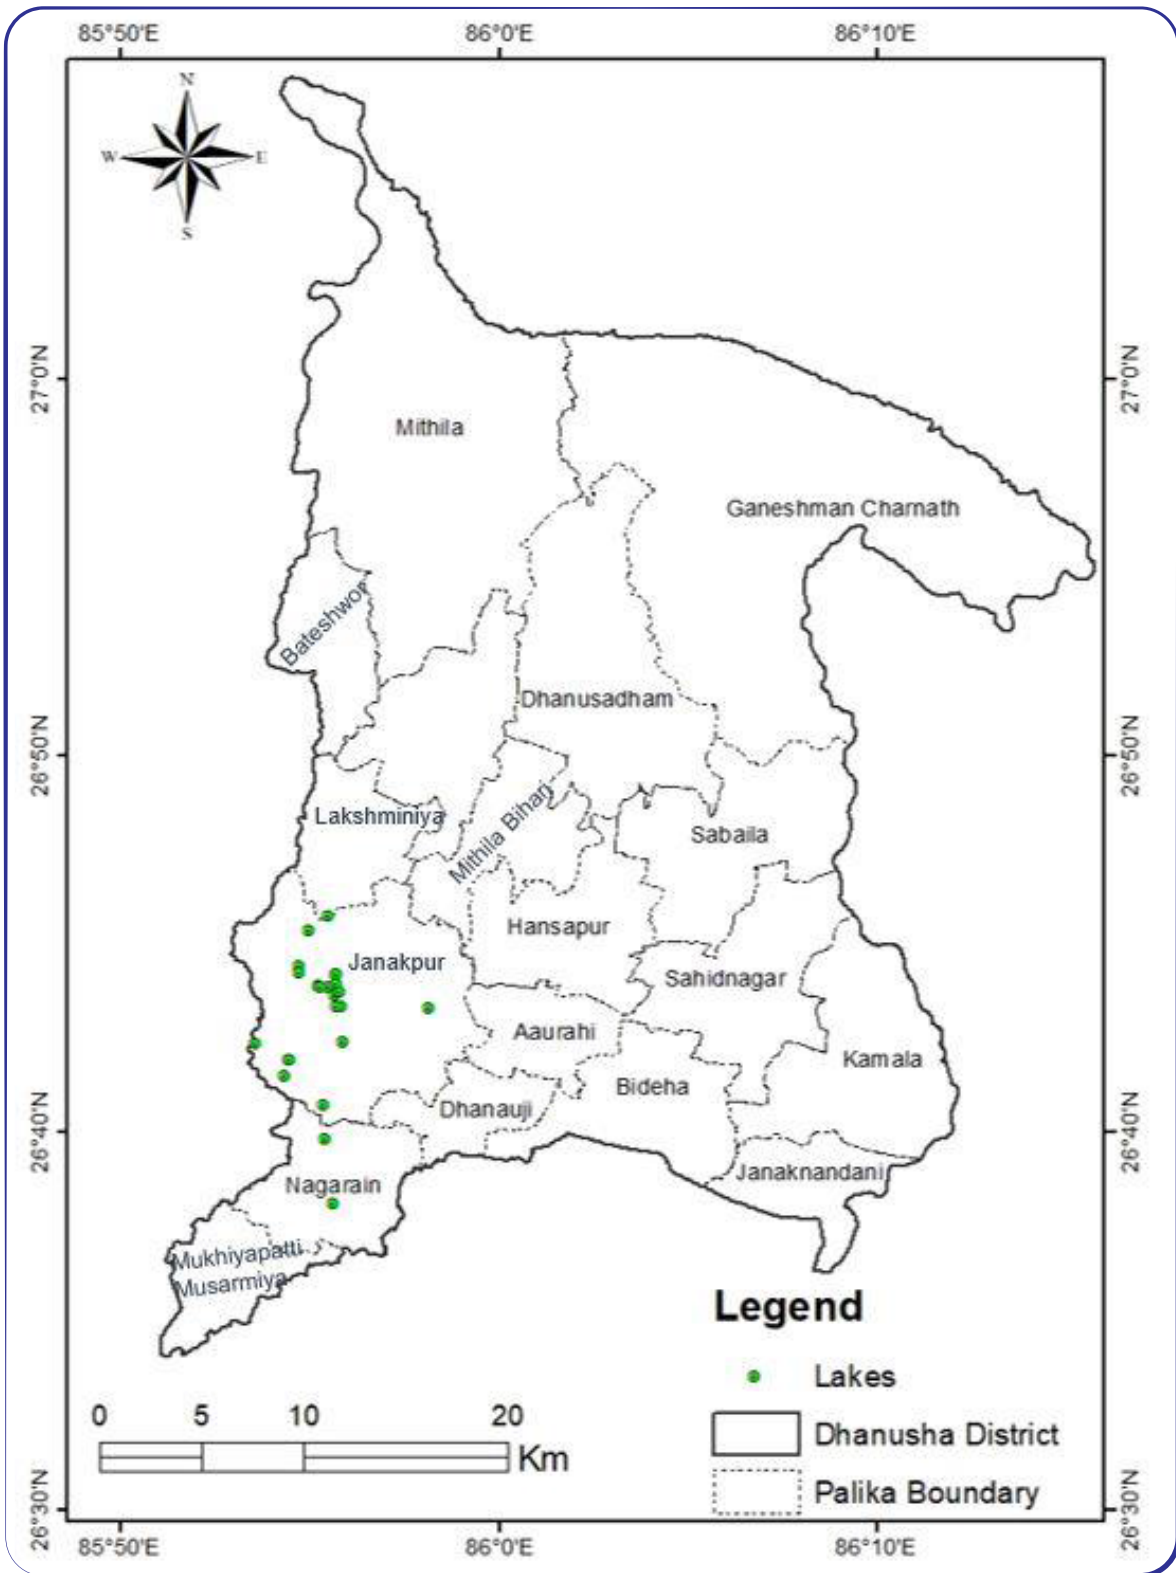 85°50'E 86°0'E 86°10'E
N
W E
S
27°0'N 27°0'N
Mithila
Ganeshman Charnath
Bateshwor
Dhanusadham
26°50'N 26°50'N
Lakshminiya
Mithila Bihari
Sabaila
Hansapur
Janakpur
Sahidnagar
Aaurahi
Kamala
Bideha
Dhanauji
26°40'N 26°40'N
Janaknandani
Nagarain
Mukhiyapatti
Musarmiya
Legend
Lakes
0 5 10 20
Dhanusha District
Km
Palika Boundary
26°30'N 26°30'N
85°50'E 86°0'E 86°10'E